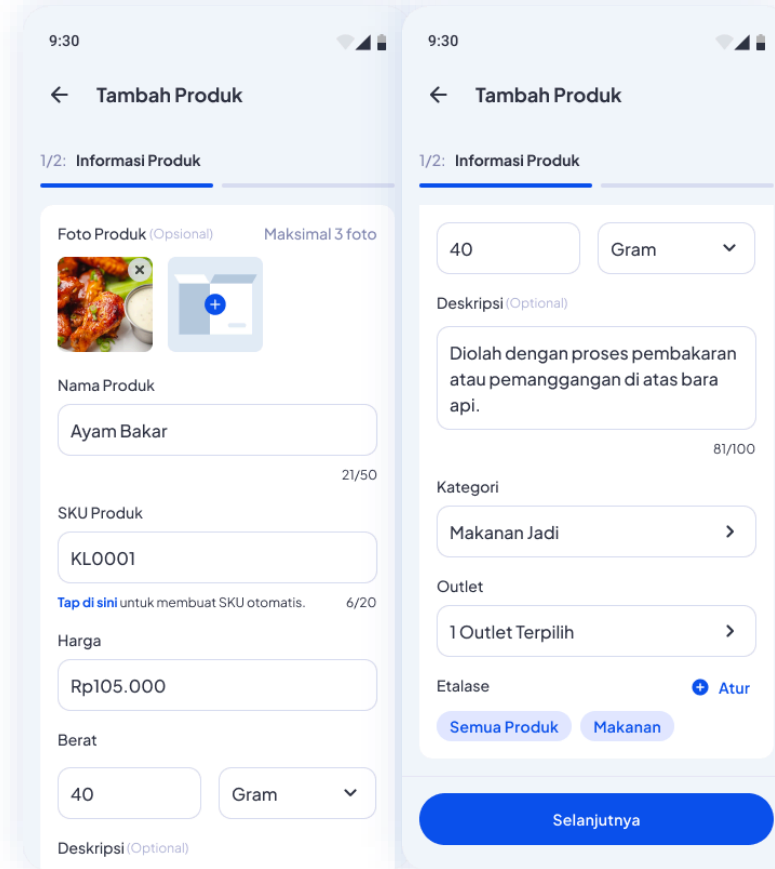 9:30
Tambah Produk
1/2: Informasi Produk
Foto Produk (Opsional) Maksimal 3 foto
Nama Produk
Ayam Bakar
21/50
SKU Produk
KL0001
Tap di sini untuk membuat SKU otomatis. 6/20
Harga
Rp105.000
Berat
40 Gram
Deskripsi (Optional)
9:30
Tambah Produk
1/2: Informasi Produk
40 Gram
Deskripsi (Optional)
Diolah dengan proses pembakaran
atau pemanggangan di atas bara
api.
81/100
Kategori
Makanan Jadi
Outlet
1 Outlet Terpilih
Etalase Atur
Semua Produk Makanan
Selanjutnya